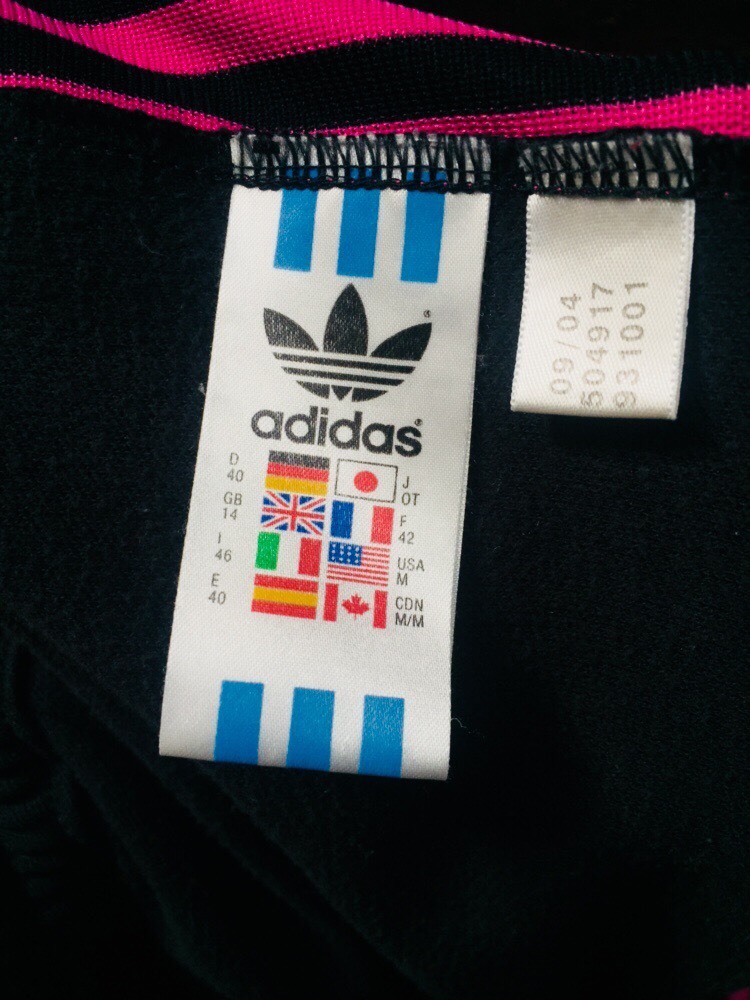 ®
adidas®
D
40
J
OT
GB
14
F
42
I
46
USA
M
E
40
CDN
M/M
09/04
504917
931001